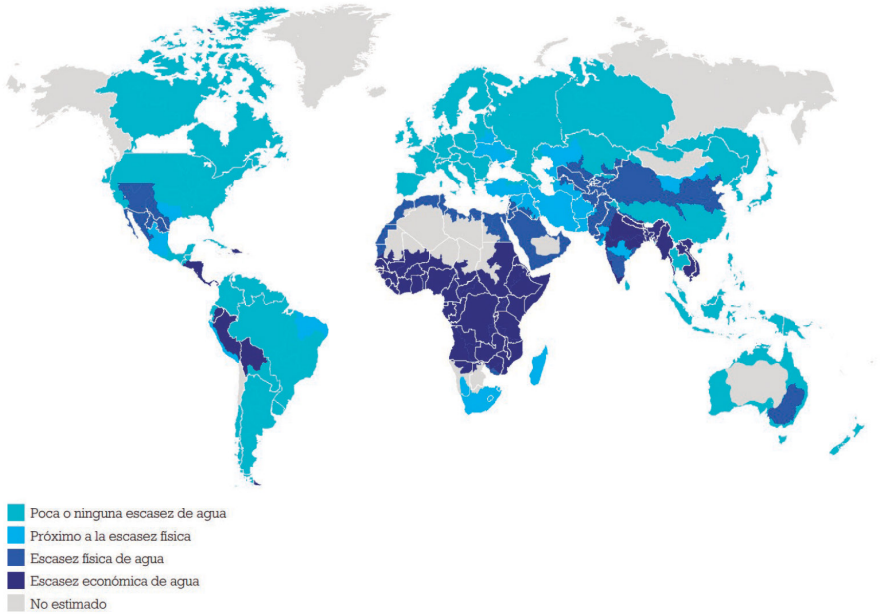 Poca o ninguna escasez de agua
Próximo a la escasez física
Escasez física de agua
Escasez económica de agua
No estimado